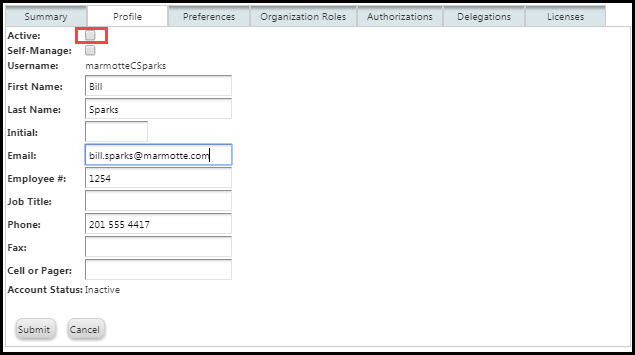 Summary Profile Preferences Organization Roles Authorizations Delegations Licenses
Active:
Self-Manage:
Username: marmotteCSparks
First Name: Bill
Last Name: Sparks
Initial:
Email: bill.sparks@marmotte.com
Employee #: 1254
Job Title:
Phone: 201 555 4417
Fax:
Cell or Pager:
Account Status: Inactive
Submit Cancel